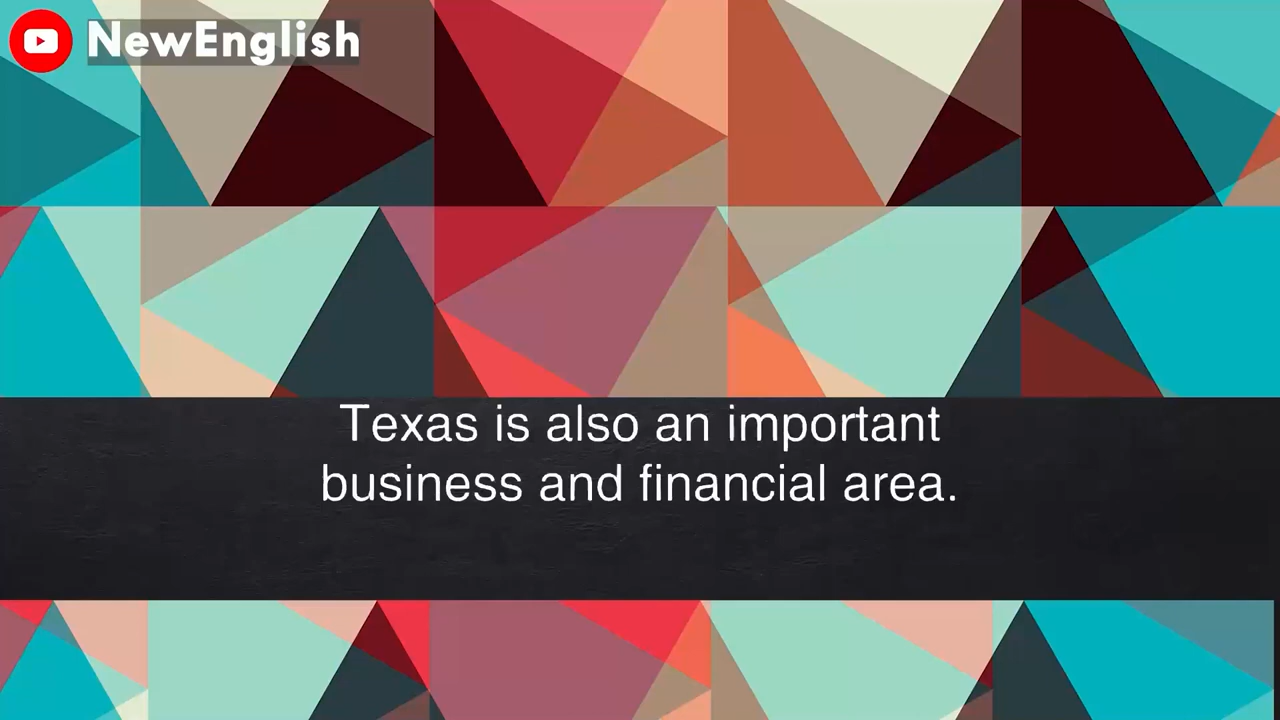 NewEnglish
Texas is also an important
business and financial area.